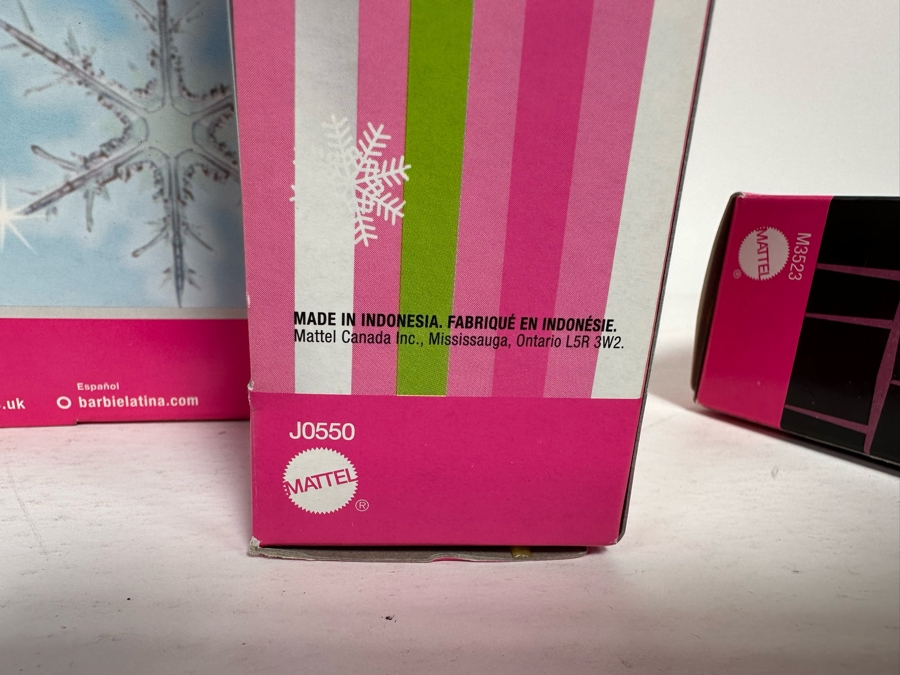 MADE IN INDONESIA. FABRIQUÉ EN INDONÉSIE.
Mattel Canada Inc., Mississauga, Ontario L5R 3W2.
J0550
MATTEL
®
.uk
Español
barbielatina.com
M3523
MATTEL
®